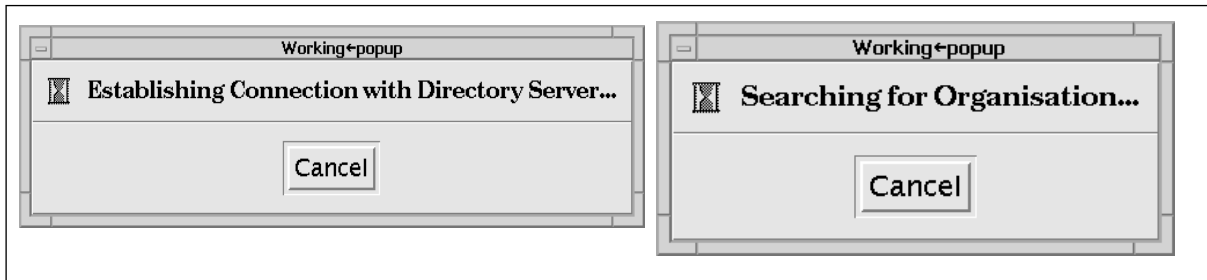 Working←popup
Establishing Connection with Directory Server...
Cancel
Working←popup
Searching for Organisation...
Cancel